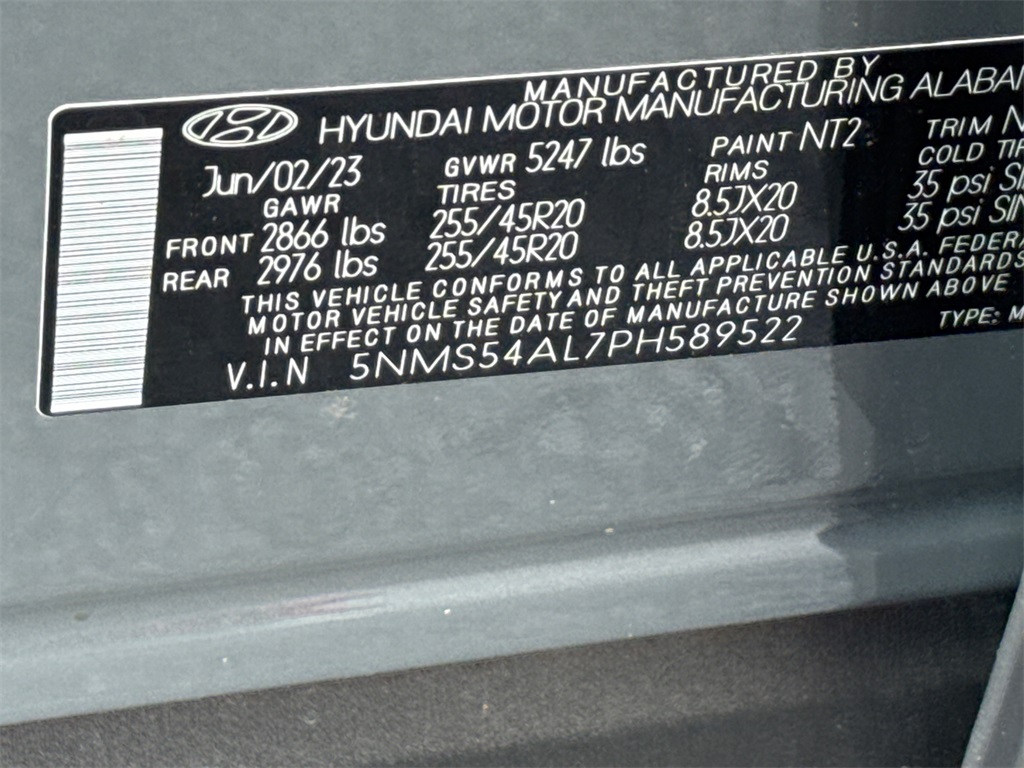 MANUFACTURED BY
HYUNDAI MOTOR MANUFACTURING ALABA
Jun/02/23 GVWR 5247 lbs PAINT NT2 TRIM N
GAWR TIRES RIMS COLD TI
FRONT 2866 lbs 255/45R20 8.5JX20 35 psi SIN
REAR 2976 lbs 255/45R20 8.5JX20 35 psi SIN
THIS VEHICLE CONFORMS TO ALL APPLICABLE U.S.A. FEDERA
MOTOR VEHICLE SAFETY AND THEFT PREVENTION STANDARDS
IN EFFECT ON THE DATE OF MANUFACTURE SHOWN ABOVE
V.I.N 5NMS54AL7PH589522 TYPE: M